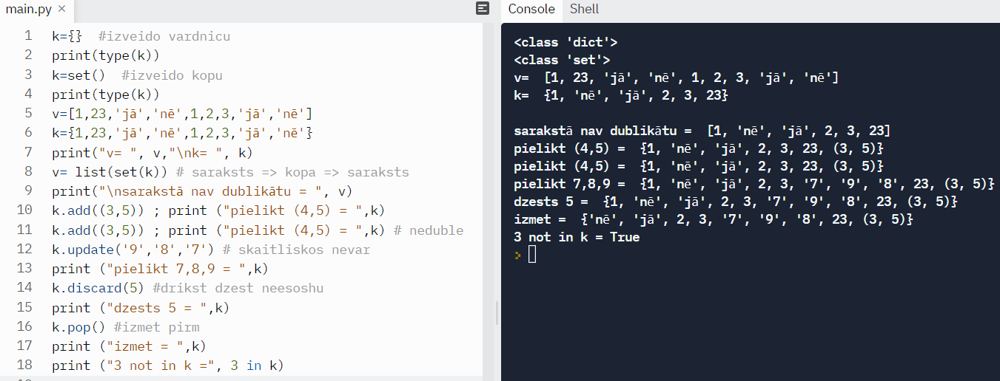 main.py ×
1 k={}  #izveido vardnicu
2 print(type(k))
3 k=set()  #izveido kopu
4 print(type(k))
5 v=[1,23,'jā','nē',1,2,3,'jā','nē']
6 k={1,23,'jā','nē',1,2,3,'jā','nē'}
7 print("v= ", v,"\nk= ", k)
8 v= list(set(k)) # saraksts => kopa => saraksts
9 print("\nsarakstā nav dublikātu = ", v)
10 k.add((3,5)) ; print ("pielikt (4,5) = ",k)
11 k.add((3,5)) ; print ("pielikt (4,5) = ",k) # neduble
12 k.update('9','8','7') # skaitliskos nevar
13 print ("pielikt 7,8,9 = ",k)
14 k.discard(5) #drikst dzest neesoshu
15 print ("dzests 5 = ",k)
16 k.pop() #izmet pirm
17 print ("izmet = ",k)
18 print ("3 not in k =", 3 in k)
Console Shell
<class 'dict'>
<class 'set'>
v=  [1, 23, 'jā', 'nē', 1, 2, 3, 'jā', 'nē']
k=  {1, 'nē', 'jā', 2, 3, 23}
sarakstā nav dublikātu =  [1, 'nē', 'jā', 2, 3, 23]
pielikt (4,5) =  {1, 'nē', 'jā', 2, 3, 23, (3, 5)}
pielikt (4,5) =  {1, 'nē', 'jā', 2, 3, 23, (3, 5)}
pielikt 7,8,9 =  {1, 'nē', 'jā', 2, 3, '7', '9', '8', 23, (3, 5)}
dzests 5 =  {1, 'nē', 'jā', 2, 3, '7', '9', '8', 23, (3, 5)}
izmet =  {'nē', 'jā', 2, 3, '7', '9', '8', 23, (3, 5)}
3 not in k = True
>